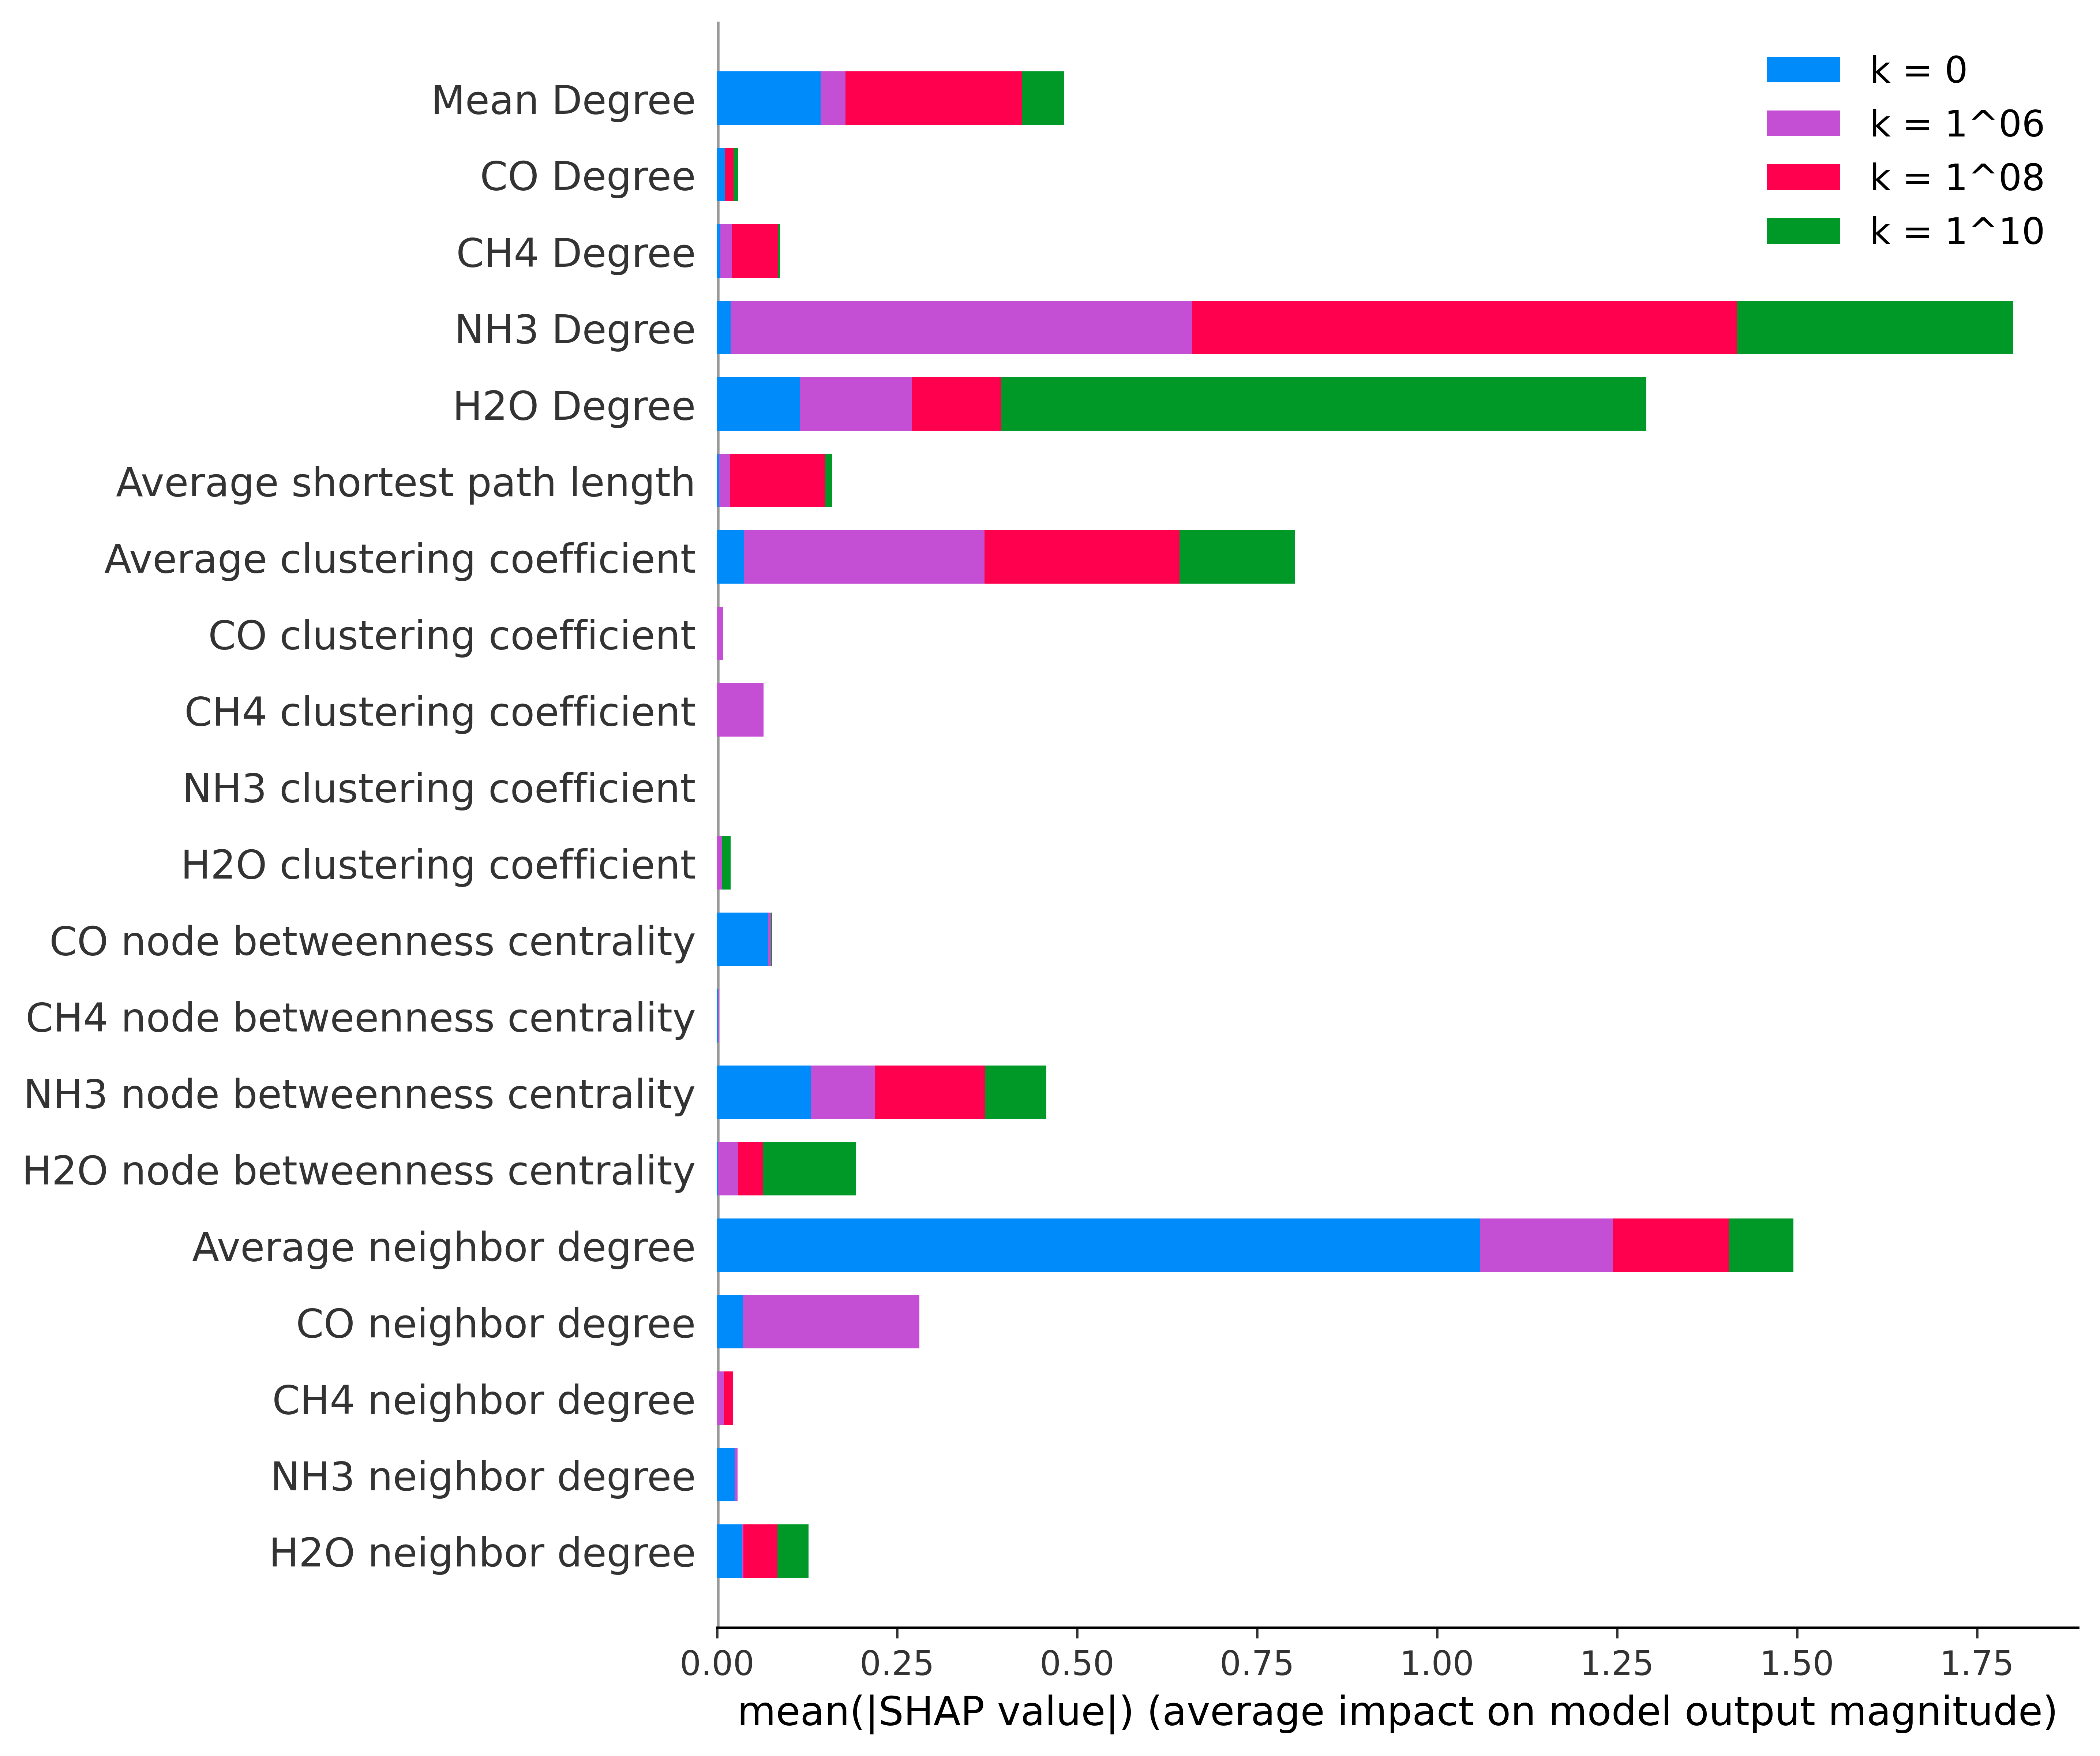 k = 0
k = 1^06
k = 1^08
k = 1^10
Mean Degree
CO Degree
CH4 Degree
NH3 Degree
H2O Degree
Average shortest path length
Average clustering coefficient
CO clustering coefficient
CH4 clustering coefficient
NH3 clustering coefficient
H2O clustering coefficient
CO node betweenness centrality
CH4 node betweenness centrality
NH3 node betweenness centrality
H2O node betweenness centrality
Average neighbor degree
CO neighbor degree
CH4 neighbor degree
NH3 neighbor degree
H2O neighbor degree
0.00 0.25 0.50 0.75 1.00 1.25 1.50 1.75
mean(|SHAP value|) (average impact on model output magnitude)